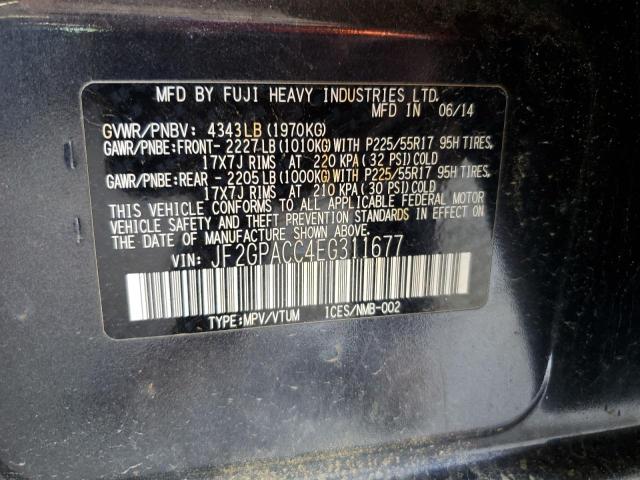 MFD BY FUJI HEAVY INDUSTRIES LTD.
MFD IN 06/14
GVWR/PNBV: 4343LB(1970KG)
GAWR/PNBE:FRONT- 2227LB(1010KG)WITH P225/55R17 95H TIRES,
17X7J RIMS AT 220 KPA(32 PSI)COLD
GAWR/PNBE:REAR - 2205LB(1000KG)WITH P225/55R17 95H TIRES,
17X7J RIMS AT 210 KPA(30 PSI)COLD
THIS VEHICLE CONFORMS TO ALL APPLICABLE FEDERAL MOTOR
VEHICLE SAFETY AND THEFT PREVENTION STANDARDS IN EFFECT ON
THE DATE OF MANUFACTURE SHOWN ABOVE.
VIN: JF2GPACC4EG311677
TYPE:MPV/VTUM ICES/NMB-002